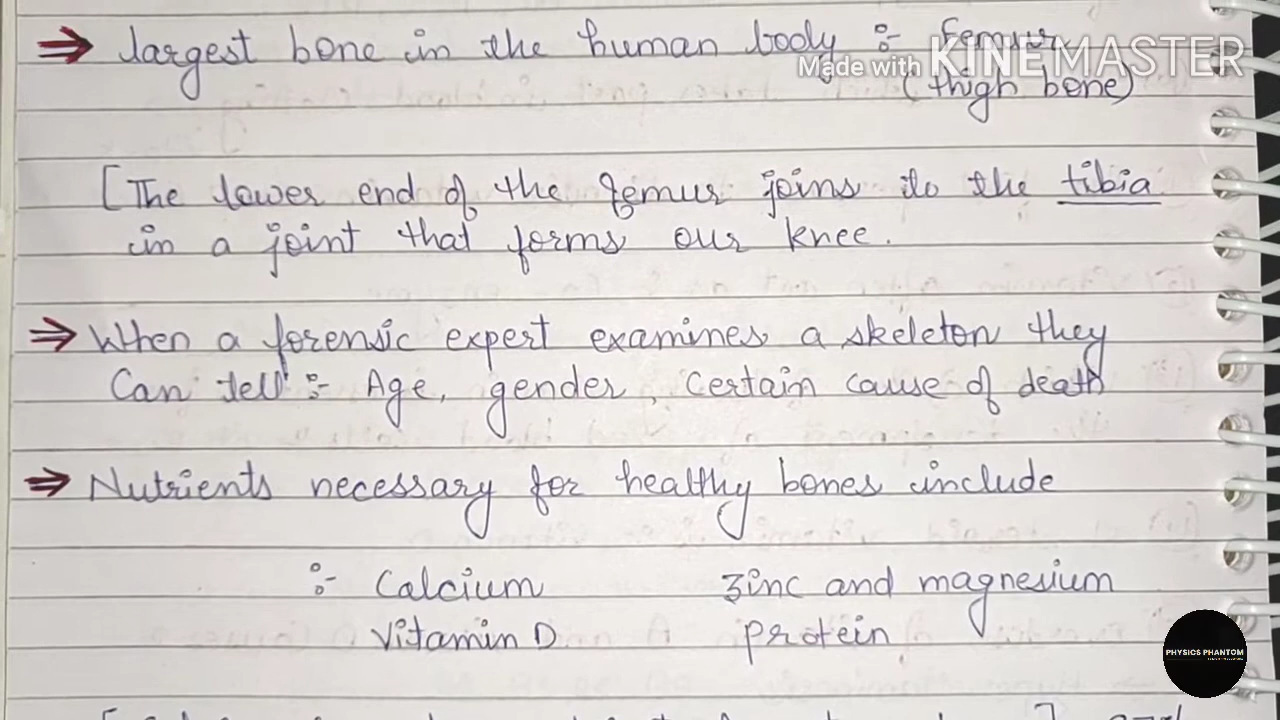 ⇒ largest bone in the human body :- Femur
Made with KINEMASTER
(thigh bone)
[The lower end of the femur joins to the tibia
in a joint that forms our knee.
⇒ When a forensic expert examines a skeleton they
Can tell :- Age, gender, Certain cause of death
⇒ Nutrients necessary for healthy bones include
:- Calcium Zinc and magnesium
Vitamin D protein
PHYSICS PHANTOM